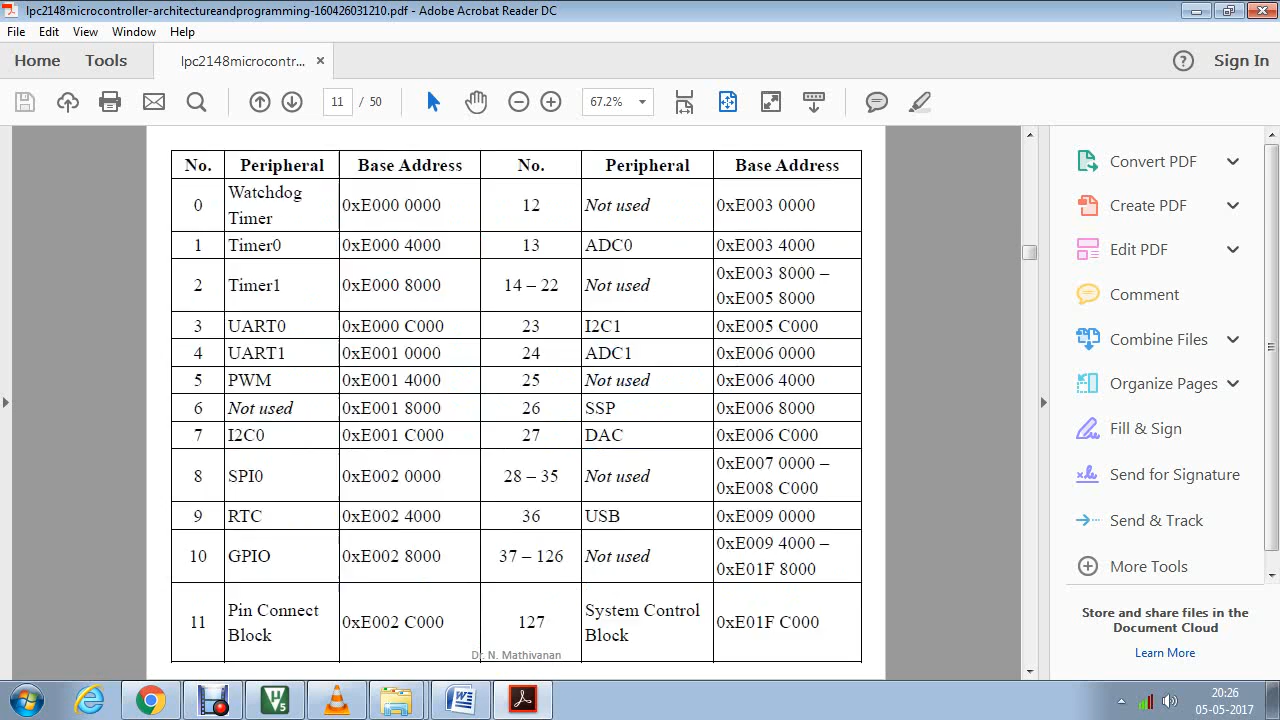 lpc2148microcontroller-architectureandprogramming-160426031210.pdf - Adobe Acrobat Reader DC
File Edit View Window Help
Home Tools lpc2148microcontr... × ? Sign In
11 / 50 67.2%
No. Peripheral Base Address No. Peripheral Base Address
0 Watchdog Timer 0xE000 0000 12 Not used 0xE003 0000
1 Timer0 0xE000 4000 13 ADC0 0xE003 4000
2 Timer1 0xE000 8000 14 – 22 Not used 0xE003 8000 – 0xE005 8000
3 UART0 0xE000 C000 23 I2C1 0xE005 C000
4 UART1 0xE001 0000 24 ADC1 0xE006 0000
5 PWM 0xE001 4000 25 Not used 0xE006 4000
6 Not used 0xE001 8000 26 SSP 0xE006 8000
7 I2C0 0xE001 C000 27 DAC 0xE006 C000
8 SPI0 0xE002 0000 28 – 35 Not used 0xE007 0000 – 0xE008 C000
9 RTC 0xE002 4000 36 USB 0xE009 0000
10 GPIO 0xE002 8000 37 – 126 Not used 0xE009 4000 – 0xE01F 8000
11 Pin Connect Block 0xE002 C000 127 System Control Block 0xE01F C000
Dr. N. Mathivanan
Convert PDF
Create PDF
Edit PDF
Comment
Combine Files
Organize Pages
Fill & Sign
Send for Signature
Send & Track
More Tools
Store and share files in the
Document Cloud
Learn More
20:26
05-05-2017